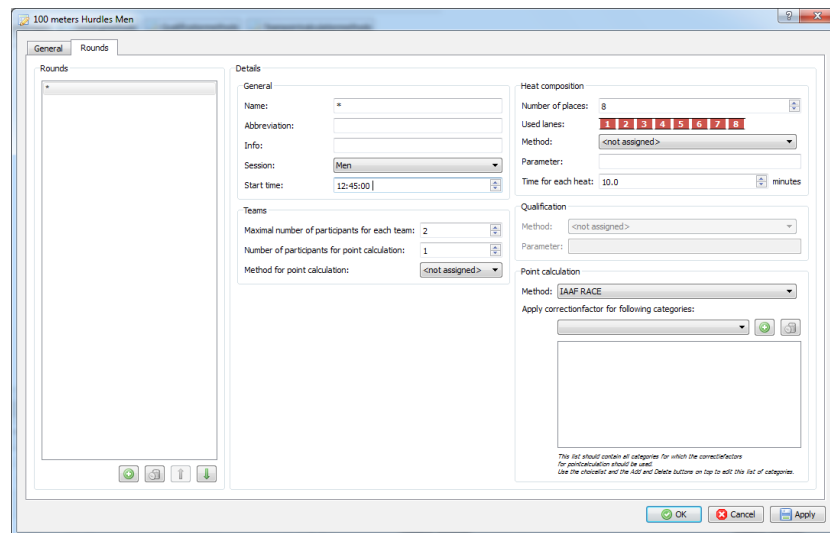 100 meters Hurdles Men
General
Rounds
Rounds
*
Details
General
Name: *
Abbreviation:
Info:
Session: Men
Start time: 12:45:00
Teams
Maximal number of participants for each team: 2
Number of participants for point calculation: 1
Method for point calculation: <not assigned>
Heat composition
Number of places: 8
Used lanes: 1 2 3 4 5 6 7 8
Method: <not assigned>
Parameter:
Time for each heat: 10.0 minutes
Qualification
Method: <not assigned>
Parameter:
Point calculation
Method: IAAF RACE
Apply correctionfactor for following categories:
This list should contain all categories for which the correctiefactors
for pointcalculation should be used.
Use the choicelist and the Add and Delete buttons on top to edit this list of categories.
OK
Cancel
Apply